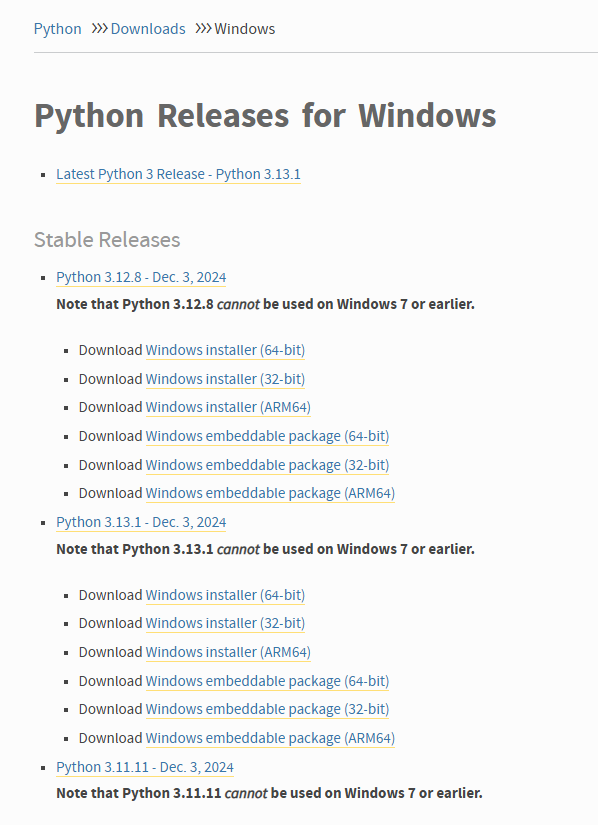 Python >>> Downloads >>> Windows
Python Releases for Windows
Latest Python 3 Release - Python 3.13.1
Stable Releases
Python 3.12.8 - Dec. 3, 2024
Note that Python 3.12.8 cannot be used on Windows 7 or earlier.
Download Windows installer (64-bit)
Download Windows installer (32-bit)
Download Windows installer (ARM64)
Download Windows embeddable package (64-bit)
Download Windows embeddable package (32-bit)
Download Windows embeddable package (ARM64)
Python 3.13.1 - Dec. 3, 2024
Note that Python 3.13.1 cannot be used on Windows 7 or earlier.
Download Windows installer (64-bit)
Download Windows installer (32-bit)
Download Windows installer (ARM64)
Download Windows embeddable package (64-bit)
Download Windows embeddable package (32-bit)
Download Windows embeddable package (ARM64)
Python 3.11.11 - Dec. 3, 2024
Note that Python 3.11.11 cannot be used on Windows 7 or earlier.